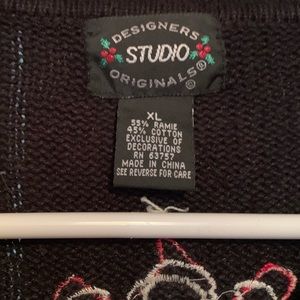 DESIGNERS
STUDIO
ORIGINALS®
XL
55% RAMIE
45% COTTON
EXCLUSIVE OF
DECORATIONS
RN 63757
MADE IN CHINA
SEE REVERSE FOR CARE